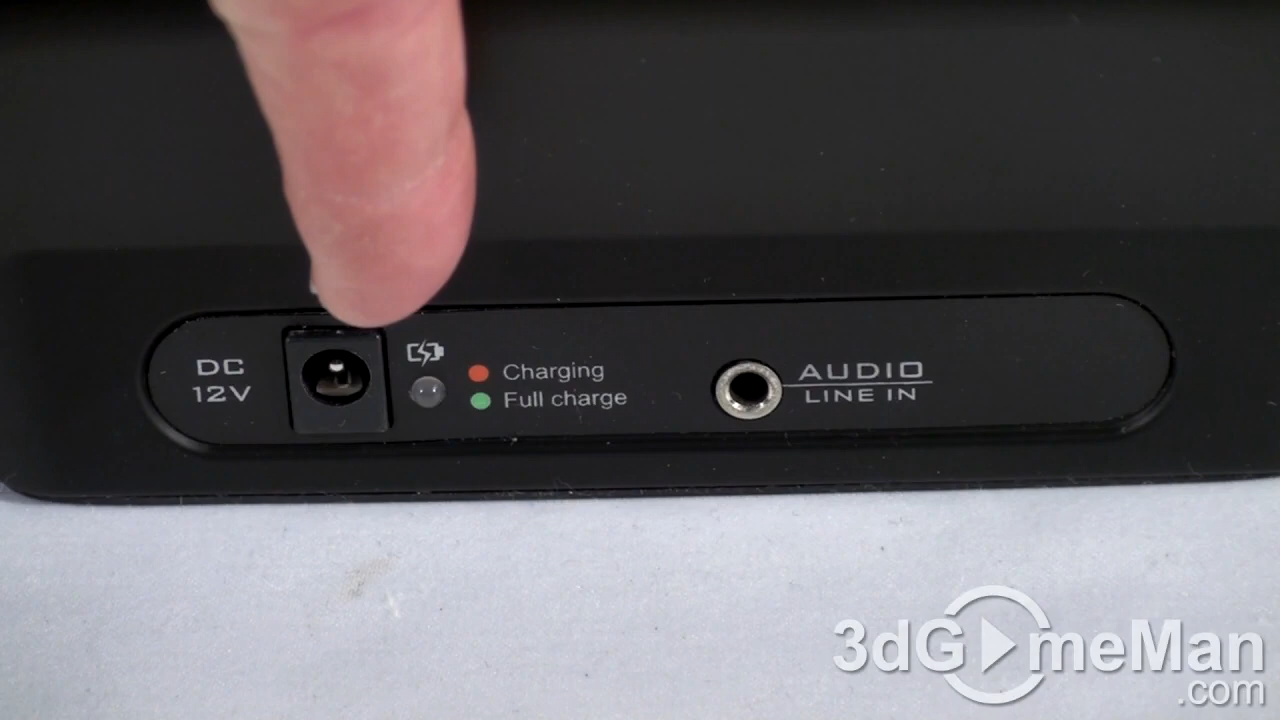 DC
12V
Charging
Full charge
AUDIO
LINE IN
3dGameMan
.com